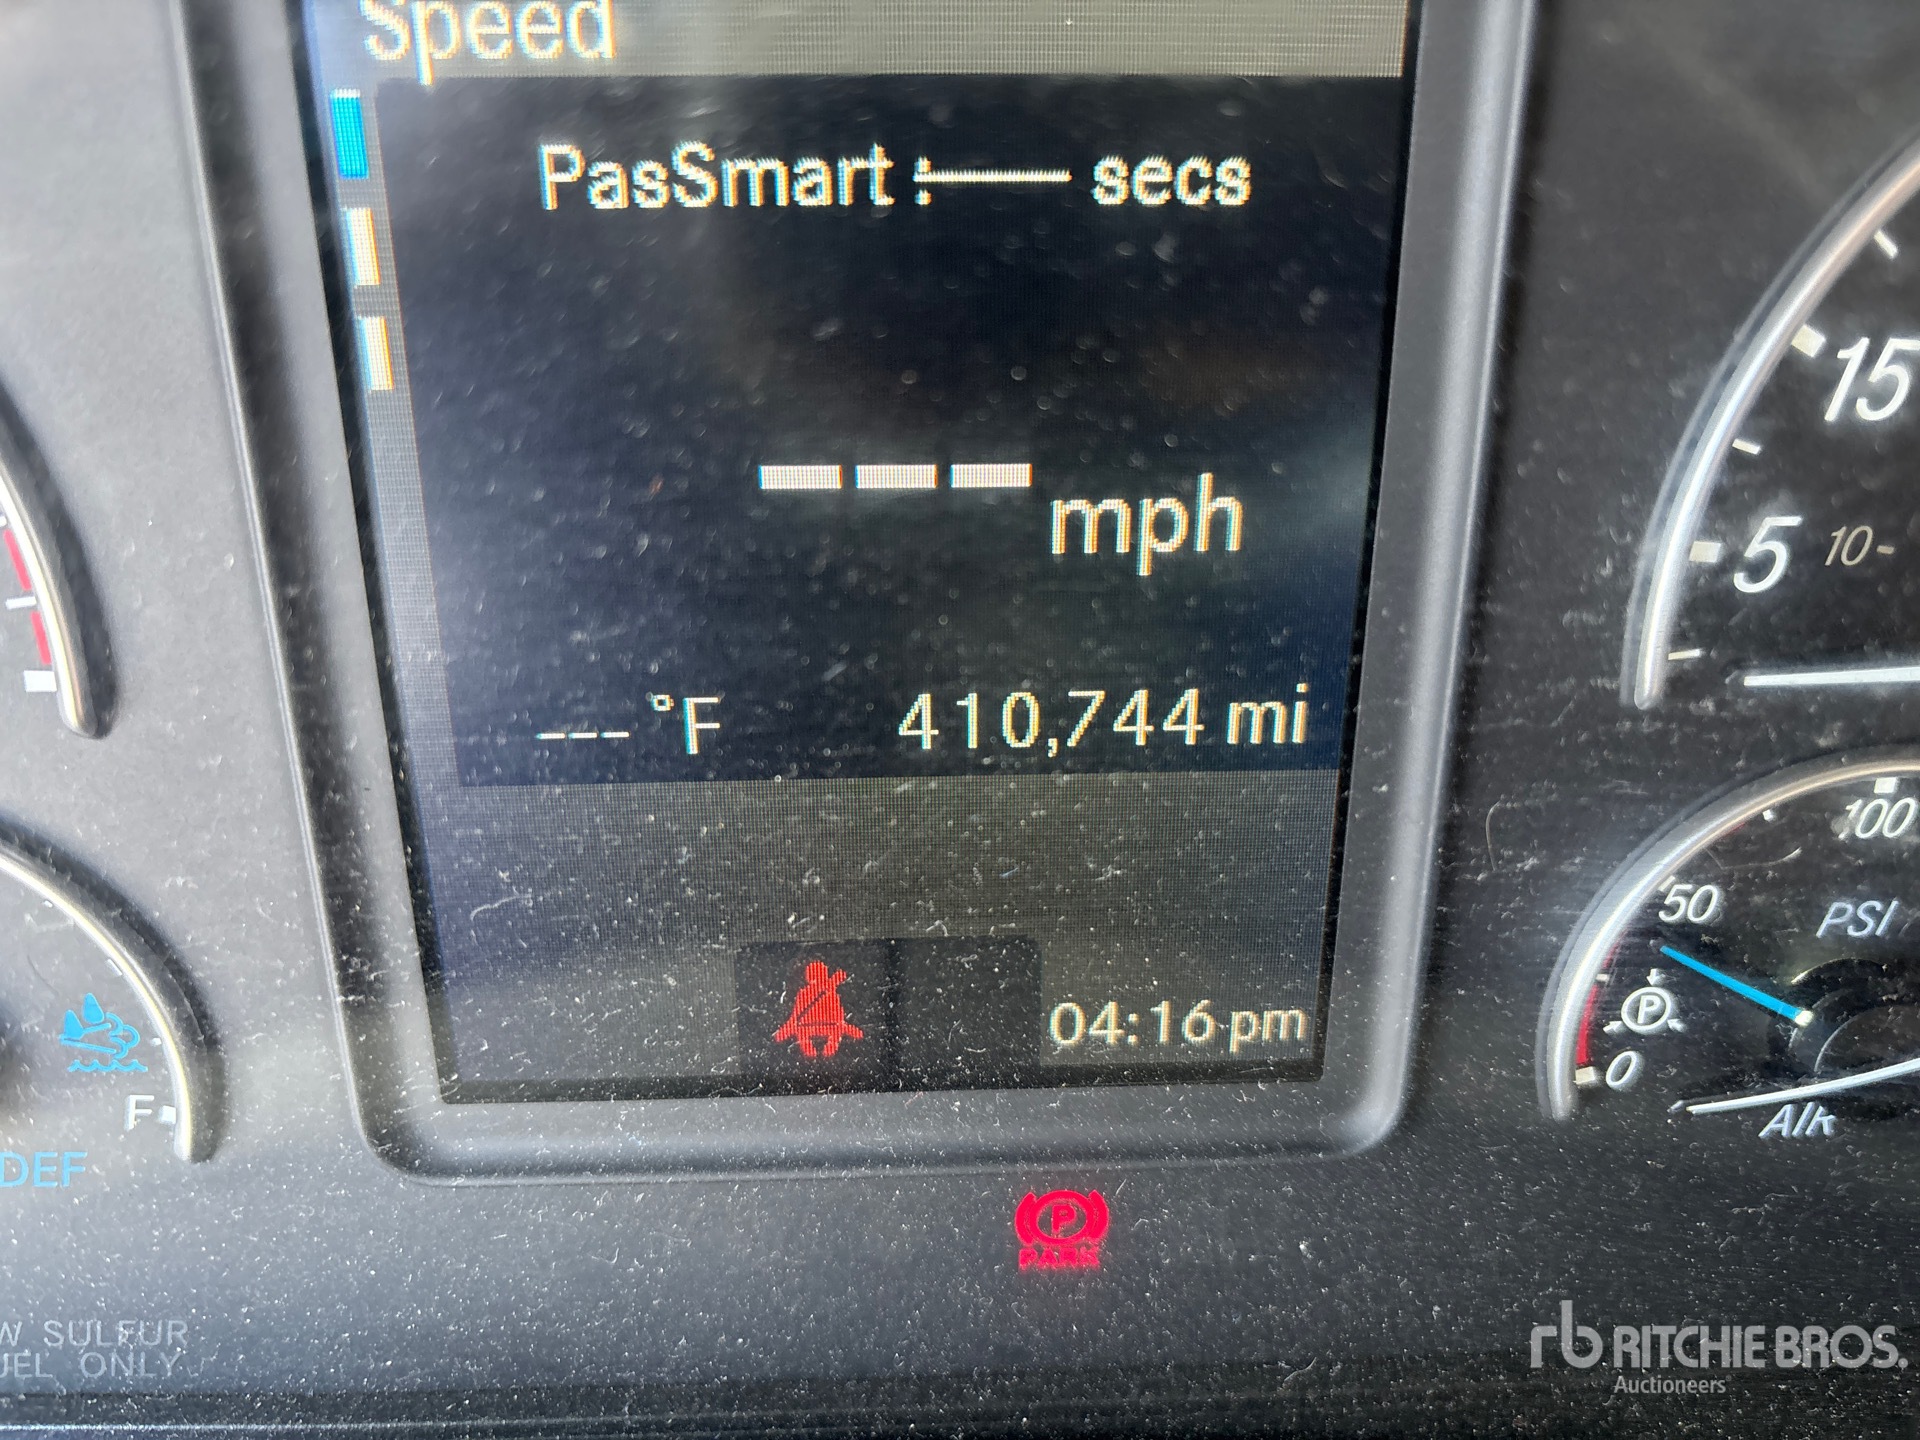 Speed
PasSmart :—— secs
--- mph
--- °F 410,744 mi
04:16 pm
15
5 10-
100
50
PSI
P
0
Air
F
DEF
P
PARK
SULFUR
ONLY
rb RITCHIE BROS.
Auctioneers